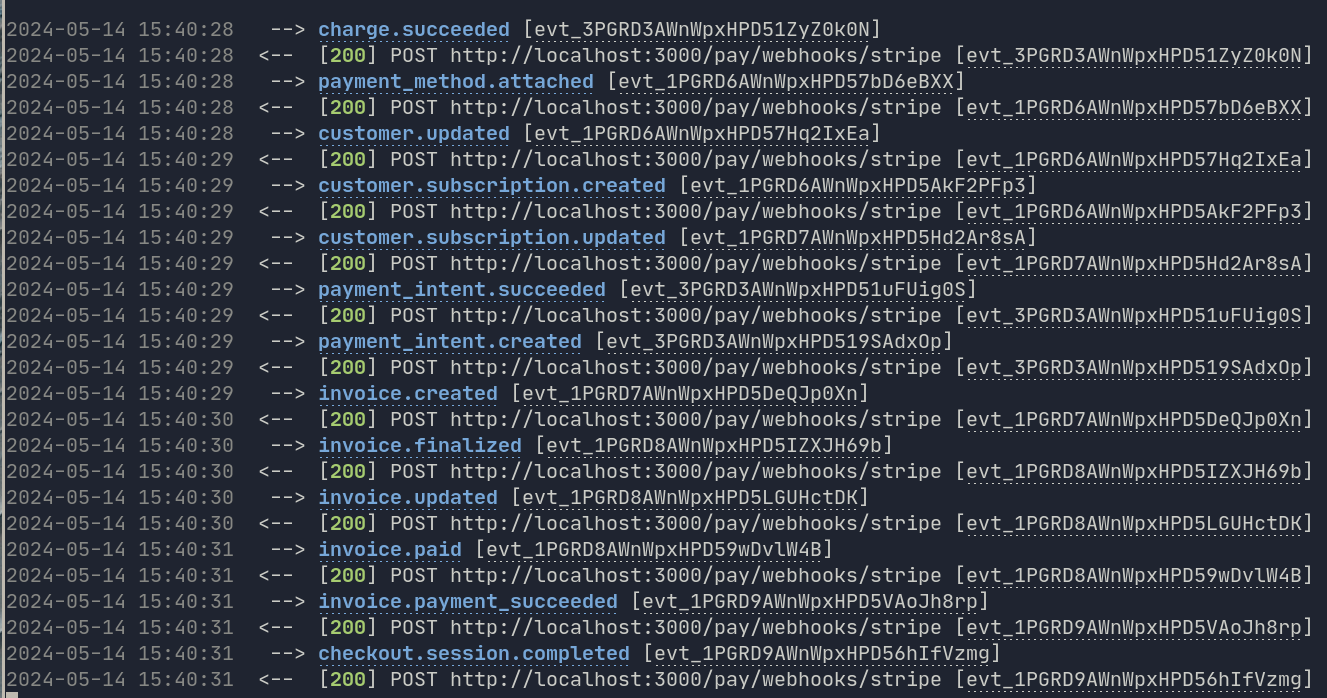 2024-05-14 15:40:28   --> charge.succeeded [evt_3PGRD3AWnWpxHPD51ZyZ0k0N]
2024-05-14 15:40:28  <--  [200] POST http://localhost:3000/pay/webhooks/stripe [evt_3PGRD3AWnWpxHPD51ZyZ0k0N]
2024-05-14 15:40:28   --> payment_method.attached [evt_1PGRD6AWnWpxHPD57bD6eBXX]
2024-05-14 15:40:28  <--  [200] POST http://localhost:3000/pay/webhooks/stripe [evt_1PGRD6AWnWpxHPD57bD6eBXX]
2024-05-14 15:40:28   --> customer.updated [evt_1PGRD6AWnWpxHPD57Hq2IxEa]
2024-05-14 15:40:29  <--  [200] POST http://localhost:3000/pay/webhooks/stripe [evt_1PGRD6AWnWpxHPD57Hq2IxEa]
2024-05-14 15:40:29   --> customer.subscription.created [evt_1PGRD6AWnWpxHPD5AkF2PFp3]
2024-05-14 15:40:29  <--  [200] POST http://localhost:3000/pay/webhooks/stripe [evt_1PGRD6AWnWpxHPD5AkF2PFp3]
2024-05-14 15:40:29   --> customer.subscription.updated [evt_1PGRD7AWnWpxHPD5Hd2Ar8sA]
2024-05-14 15:40:29  <--  [200] POST http://localhost:3000/pay/webhooks/stripe [evt_1PGRD7AWnWpxHPD5Hd2Ar8sA]
2024-05-14 15:40:29   --> payment_intent.succeeded [evt_3PGRD3AWnWpxHPD51uFUig0S]
2024-05-14 15:40:29  <--  [200] POST http://localhost:3000/pay/webhooks/stripe [evt_3PGRD3AWnWpxHPD51uFUig0S]
2024-05-14 15:40:29   --> payment_intent.created [evt_3PGRD3AWnWpxHPD519SAdxOp]
2024-05-14 15:40:29  <--  [200] POST http://localhost:3000/pay/webhooks/stripe [evt_3PGRD3AWnWpxHPD519SAdxOp]
2024-05-14 15:40:29   --> invoice.created [evt_1PGRD7AWnWpxHPD5DeQJp0Xn]
2024-05-14 15:40:30  <--  [200] POST http://localhost:3000/pay/webhooks/stripe [evt_1PGRD7AWnWpxHPD5DeQJp0Xn]
2024-05-14 15:40:30   --> invoice.finalized [evt_1PGRD8AWnWpxHPD5IZXJH69b]
2024-05-14 15:40:30  <--  [200] POST http://localhost:3000/pay/webhooks/stripe [evt_1PGRD8AWnWpxHPD5IZXJH69b]
2024-05-14 15:40:30   --> invoice.updated [evt_1PGRD8AWnWpxHPD5LGUHctDK]
2024-05-14 15:40:30  <--  [200] POST http://localhost:3000/pay/webhooks/stripe [evt_1PGRD8AWnWpxHPD5LGUHctDK]
2024-05-14 15:40:31   --> invoice.paid [evt_1PGRD8AWnWpxHPD59wDvlW4B]
2024-05-14 15:40:31  <--  [200] POST http://localhost:3000/pay/webhooks/stripe [evt_1PGRD8AWnWpxHPD59wDvlW4B]
2024-05-14 15:40:31   --> invoice.payment_succeeded [evt_1PGRD9AWnWpxHPD5VAoJh8rp]
2024-05-14 15:40:31  <--  [200] POST http://localhost:3000/pay/webhooks/stripe [evt_1PGRD9AWnWpxHPD5VAoJh8rp]
2024-05-14 15:40:31   --> checkout.session.completed [evt_1PGRD9AWnWpxHPD56hIfVzmg]
2024-05-14 15:40:31  <--  [200] POST http://localhost:3000/pay/webhooks/stripe [evt_1PGRD9AWnWpxHPD56hIfVzmg]